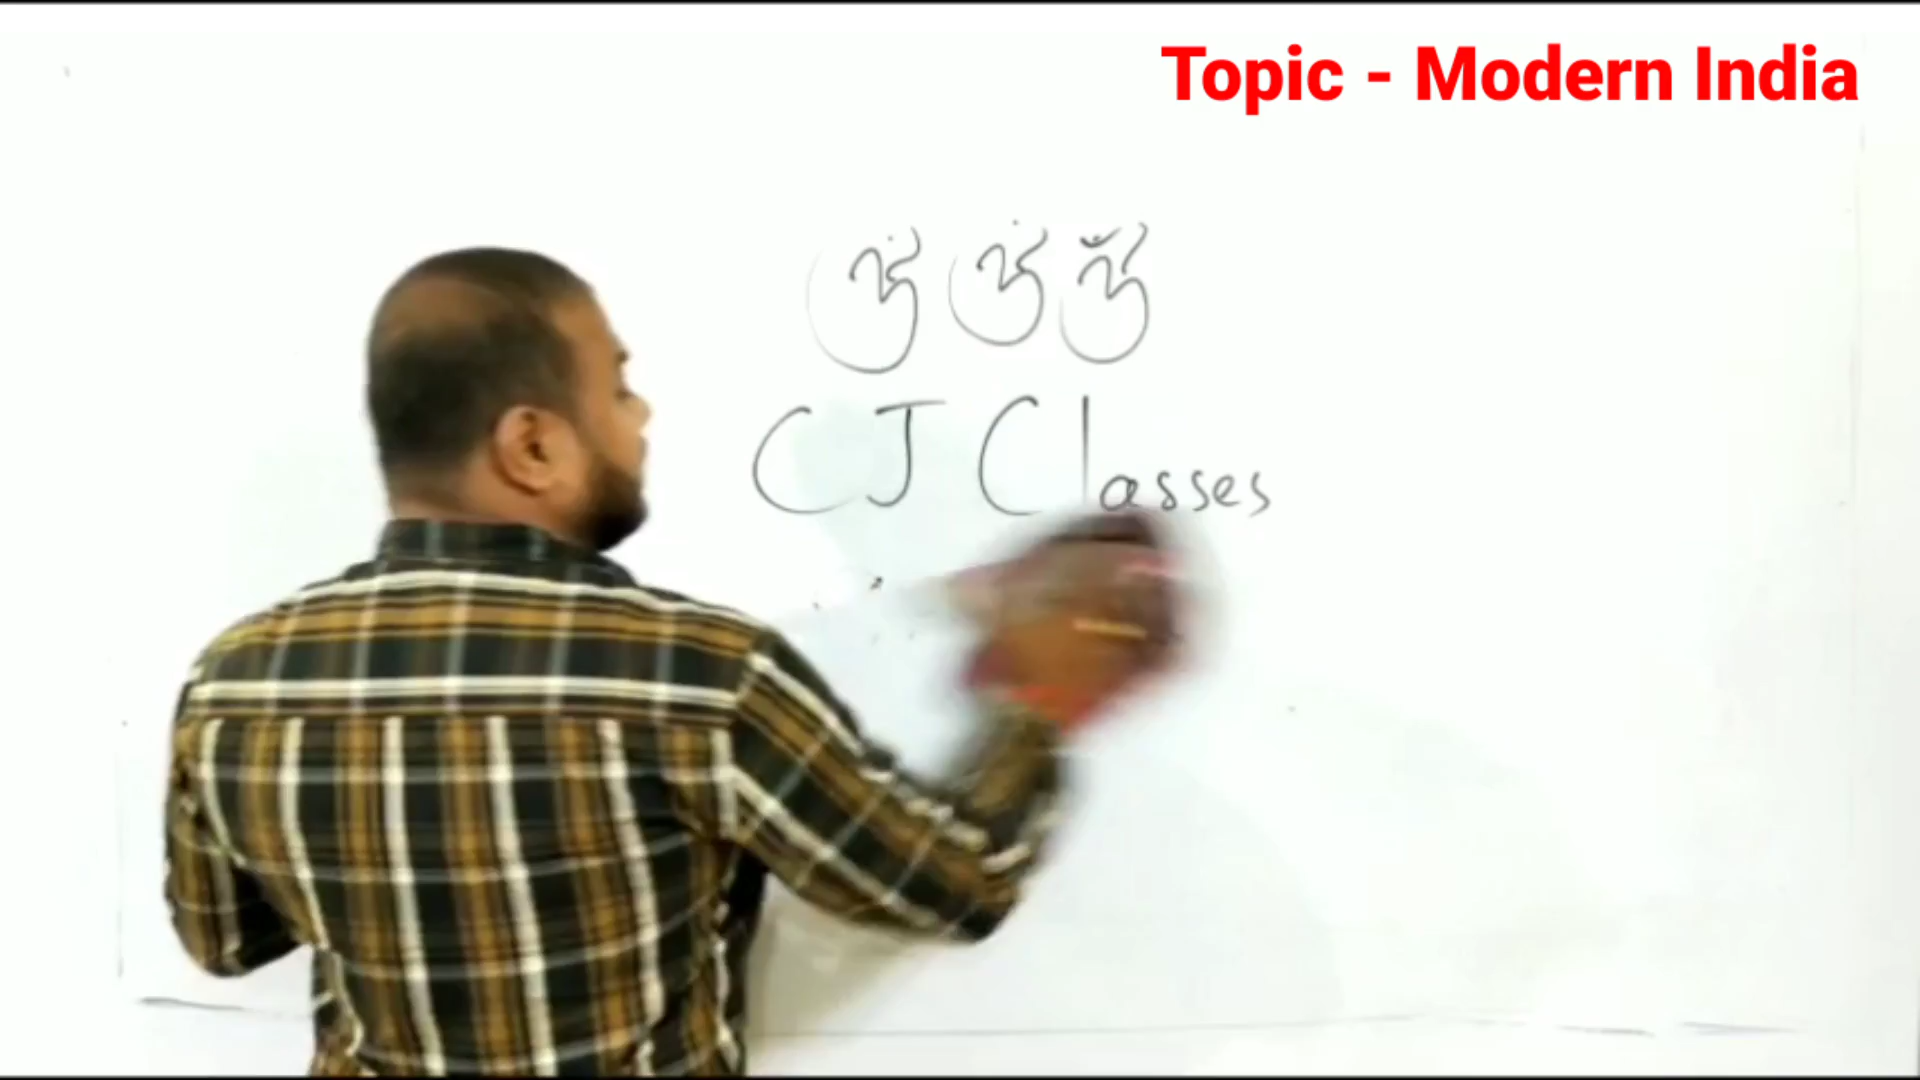 Topic - Modern India
ॐ ॐ ॐ
CJ Classes